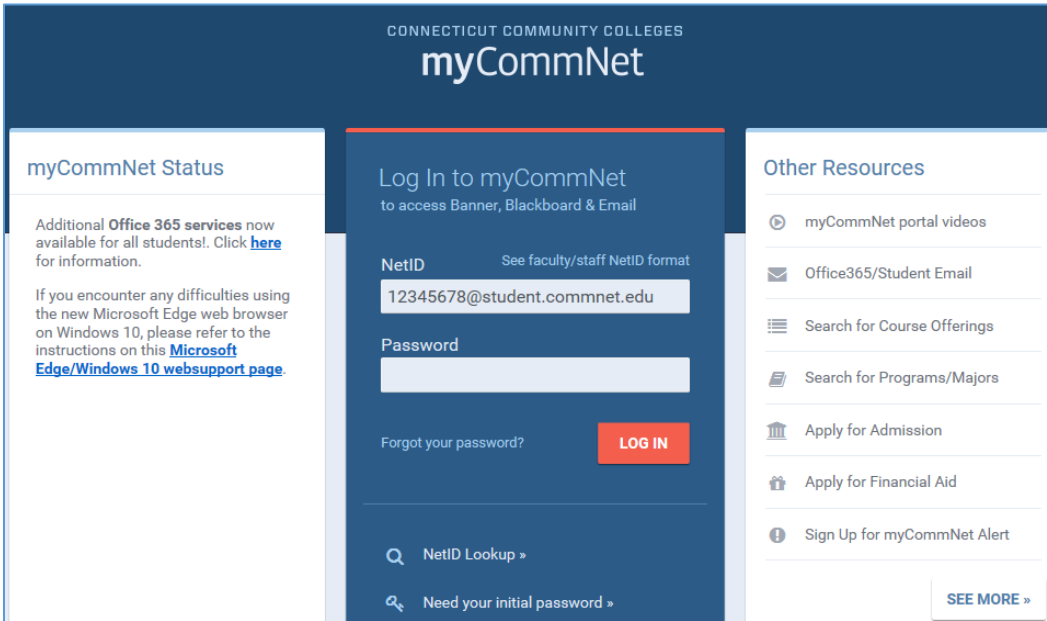 CONNECTICUT COMMUNITY COLLEGES
myCommNet
myCommNet Status
Additional Office 365 services now
available for all students!. Click here
for information.
If you encounter any difficulties using
the new Microsoft Edge web browser
on Windows 10, please refer to the
instructions on this Microsoft
Edge/Windows 10 websupport page.
Log In to myCommNet
to access Banner, Blackboard & Email
NetID
See faculty/staff NetID format
12345678@student.commnet.edu
Password
Forgot your password?
LOG IN
NetID Lookup »
Need your initial password »
Other Resources
myCommNet portal videos
Office365/Student Email
Search for Course Offerings
Search for Programs/Majors
Apply for Admission
Apply for Financial Aid
Sign Up for myCommNet Alert
SEE MORE »